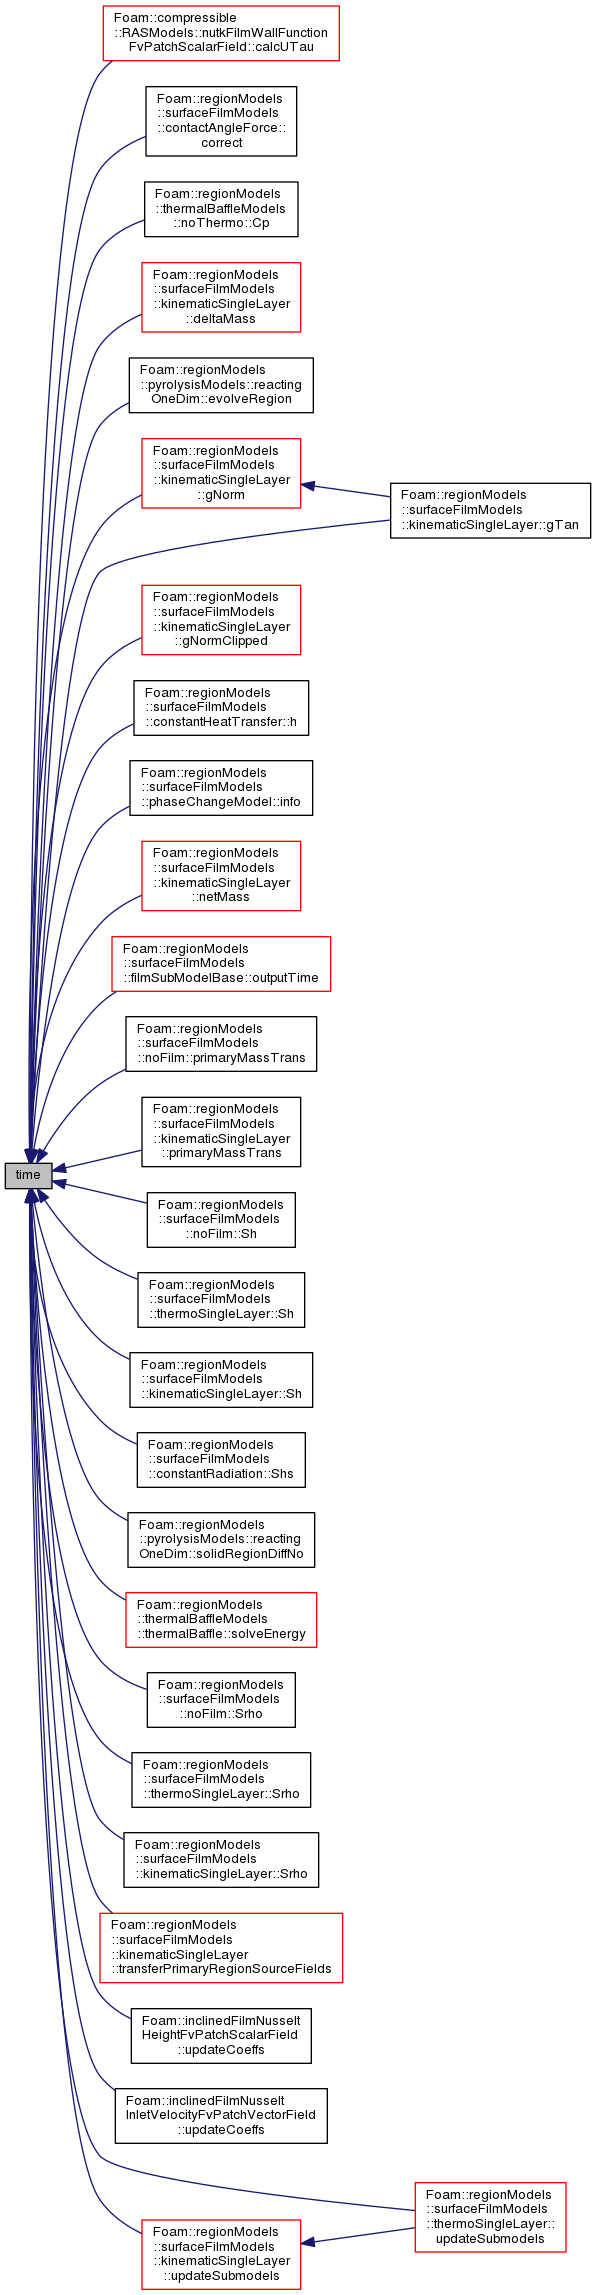 Foam::compressible
::RASModels::nutkFilmWallFunction
FvPatchScalarField::calcUTau
Foam::regionModels
::surfaceFilmModels
::contactAngleForce::
correct
Foam::regionModels
::thermalBaffleModels
::noThermo::Cp
Foam::regionModels
::surfaceFilmModels
::kinematicSingleLayer
::deltaMass
Foam::regionModels
::pyrolysisModels::reacting
OneDim::evolveRegion
Foam::regionModels
::surfaceFilmModels
::kinematicSingleLayer
::gNorm
Foam::regionModels
::surfaceFilmModels
::kinematicSingleLayer::gTan
Foam::regionModels
::surfaceFilmModels
::kinematicSingleLayer
::gNormClipped
Foam::regionModels
::surfaceFilmModels
::constantHeatTransfer::h
Foam::regionModels
::surfaceFilmModels
::phaseChangeModel::info
Foam::regionModels
::surfaceFilmModels
::kinematicSingleLayer
::netMass
Foam::regionModels
::surfaceFilmModels
::filmSubModelBase::outputTime
Foam::regionModels
::surfaceFilmModels
::noFilm::primaryMassTrans
Foam::regionModels
::surfaceFilmModels
::kinematicSingleLayer
::primaryMassTrans
time
Foam::regionModels
::surfaceFilmModels
::noFilm::Sh
Foam::regionModels
::surfaceFilmModels
::thermoSingleLayer::Sh
Foam::regionModels
::surfaceFilmModels
::kinematicSingleLayer::Sh
Foam::regionModels
::surfaceFilmModels
::constantRadiation::Shs
Foam::regionModels
::pyrolysisModels::reacting
OneDim::solidRegionDiffNo
Foam::regionModels
::thermalBaffleModels
::thermalBaffle::solveEnergy
Foam::regionModels
::surfaceFilmModels
::noFilm::Srho
Foam::regionModels
::surfaceFilmModels
::thermoSingleLayer::Srho
Foam::regionModels
::surfaceFilmModels
::kinematicSingleLayer::Srho
Foam::regionModels
::surfaceFilmModels
::kinematicSingleLayer
::transferPrimaryRegionSourceFields
Foam::inclinedFilmNusselt
HeightFvPatchScalarField
::updateCoeffs
Foam::inclinedFilmNusselt
InletVelocityFvPatchVectorField
::updateCoeffs
Foam::regionModels
::surfaceFilmModels
::thermoSingleLayer::
updateSubmodels
Foam::regionModels
::surfaceFilmModels
::kinematicSingleLayer
::updateSubmodels